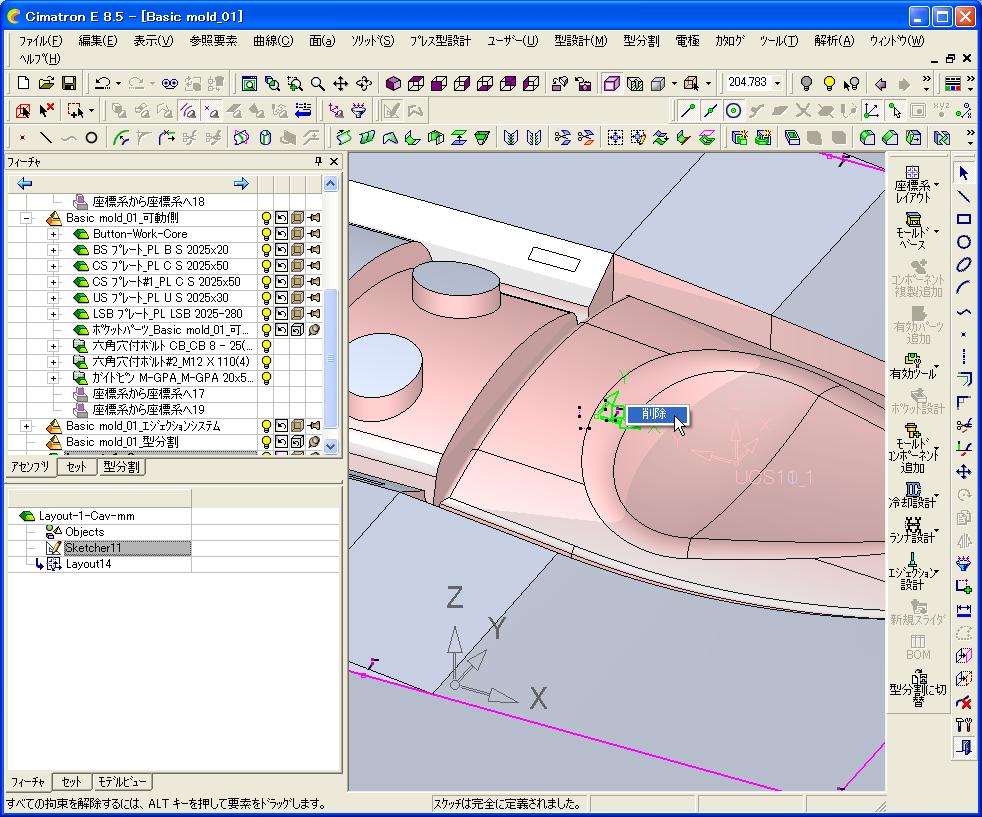 Cimatron E 8.5 - [Basic mold_01]
ファイル(F) 編集(E) 表示(V) 参照要素 曲線(C) 面(a) ソリッド(S) プレス型設計 ユーザー(U) 型設計(M) 型分割 電極 カタログ ツール(T) 解析(A) ウィンドウ(W)
ヘルプ(H)
204.783
フィーチャ
座標系から座標系へ18
Basic mold_01_可動側
Button-Work-Core
BS プレート_PL B S 2025x20
CS プレート_PL C S 2025x50
CS プレート#1_PL C S 2025x50
US プレート_PL U S 2025x30
LSB プレート_PL LSB 2025-280
ポケットパーツ_Basic mold_01_可...
六角穴付ボルト CB_CB 8 - 25(...
六角穴付ボルト#2_M12 X 110(4)
ガイドピン M-GPA_M-GPA 20x5...
座標系から座標系へ17
座標系から座標系へ19
Basic mold_01_エジェクションシステム
Basic mold_01_型分割
アセンブリ セット 型分割
Layout-1-Cav-mm
Objects
Sketcher11
Layout14
フィーチャ セット モデルビュー
削除
Y
X
Z
Y
X
座標系レイアウト
モールドベース
コンポーネント複製追加
有効パーツ追加
有効ツール
ポケット設計
モールドコンポーネント追加
冷却設計
ランナ設計
エジェクション設計
新規スライダ
BOM
型分割に切替
すべての拘束を解除するには、ALT キーを押して要素をドラッグします。
スケッチは完全に定義されました。